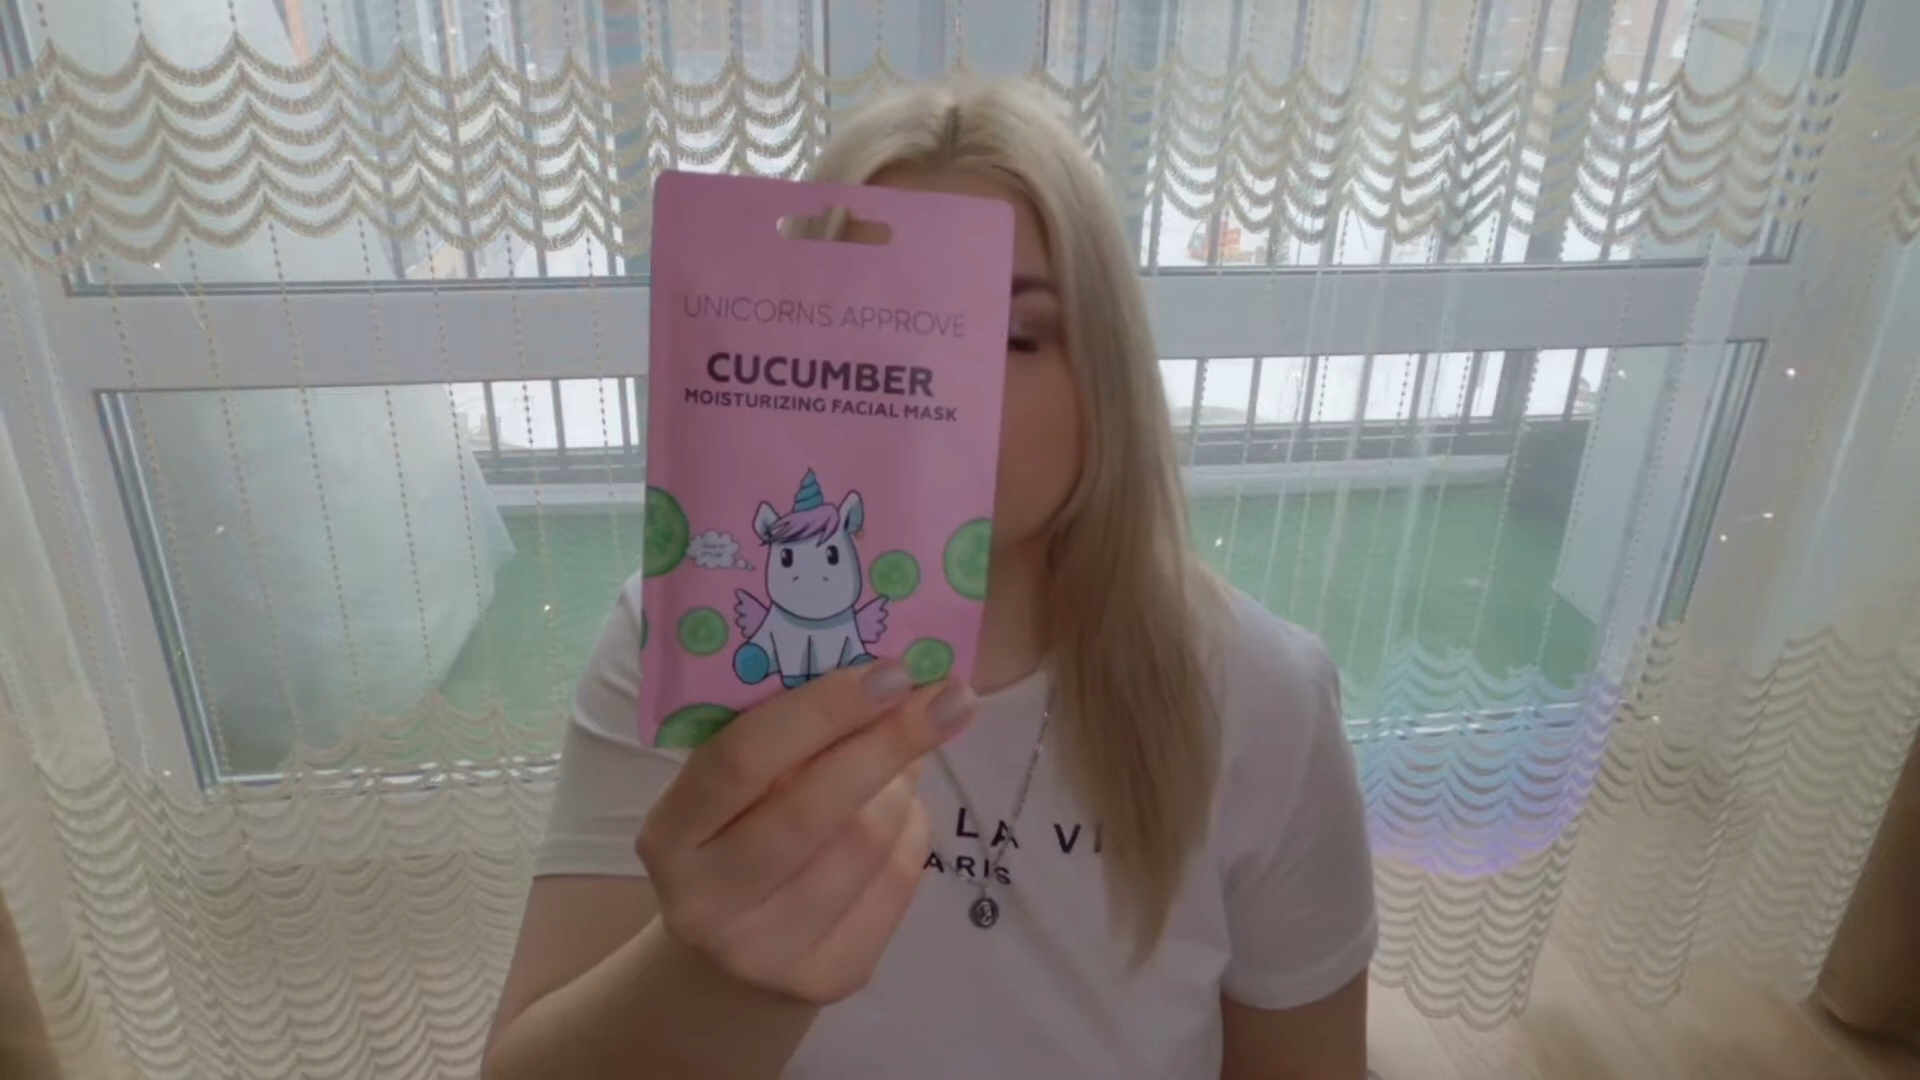 UNICORNS APPROVE
CUCUMBER
MOISTURIZING FACIAL MASK
LA VI
ARIS